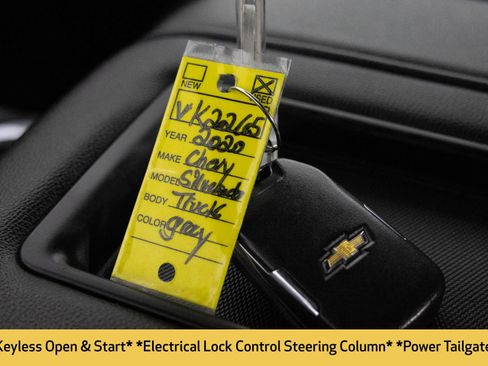 NEW USED
VK2265
YEAR 2020
MAKE Chevy
MODEL Silverado
BODY Truck
COLOR grey
Keyless Open & Start* *Electrical Lock Control Steering Column* *Power Tailgate